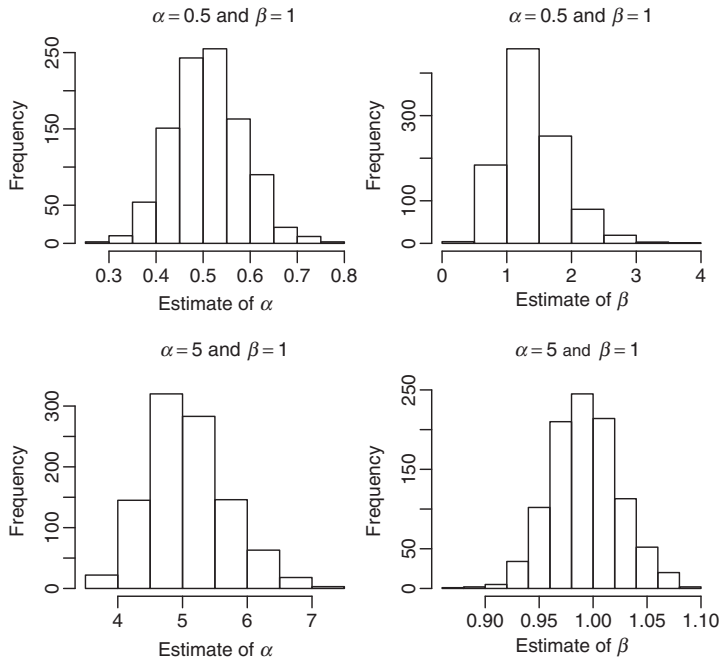 α = 0.5 and β = 1
Frequency
0 50 150 250
0.3 0.4 0.5 0.6 0.7 0.8
Estimate of α
α = 0.5 and β = 1
Frequency
0 100 300
0 1 2 3 4
Estimate of β
α = 5 and β = 1
Frequency
0 100 200 300
4 5 6 7
Estimate of α
α = 5 and β = 1
Frequency
0 50 150 250
0.90 0.95 1.00 1.05 1.10
Estimate of β